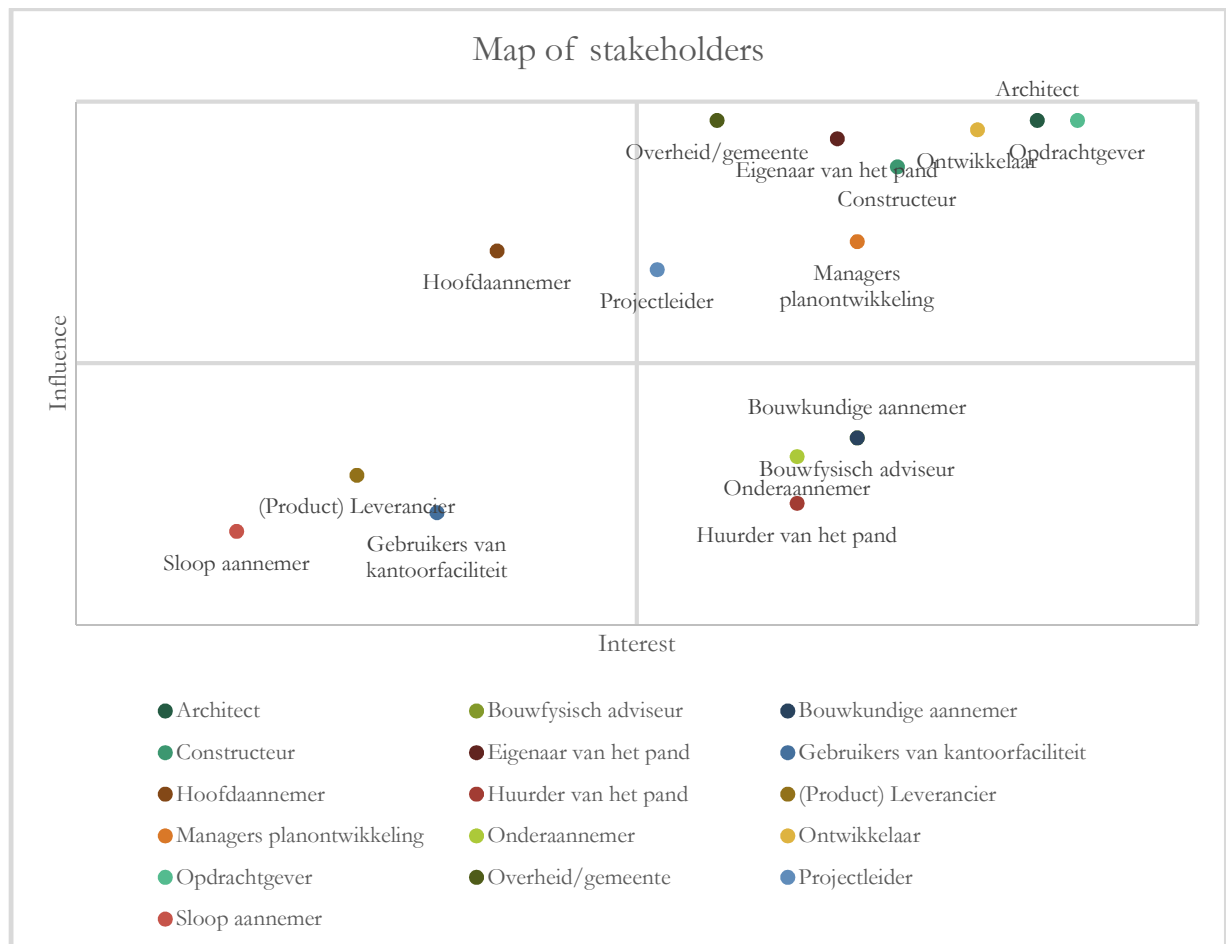 Map of stakeholders
Architect
Overheid/gemeente
Eigenaar van het pand
Ontwikkelaar
Opdrachtgever
Constructeur
Hoofdaannemer
Projectleider
Managers
planontwikkeling
Influence
Bouwkundige aannemer
Bouwfysisch adviseur
Onderaannemer
(Product) Leverancier
Huurder van het pand
Sloop aannemer
Gebruikers van
kantoorfaciliteit
Interest
Architect
Bouwfysisch adviseur
Bouwkundige aannemer
Constructeur
Eigenaar van het pand
Gebruikers van kantoorfaciliteit
Hoofdaannemer
Huurder van het pand
(Product) Leverancier
Managers planontwikkeling
Onderaannemer
Ontwikkelaar
Opdrachtgever
Overheid/gemeente
Projectleider
Sloop aannemer